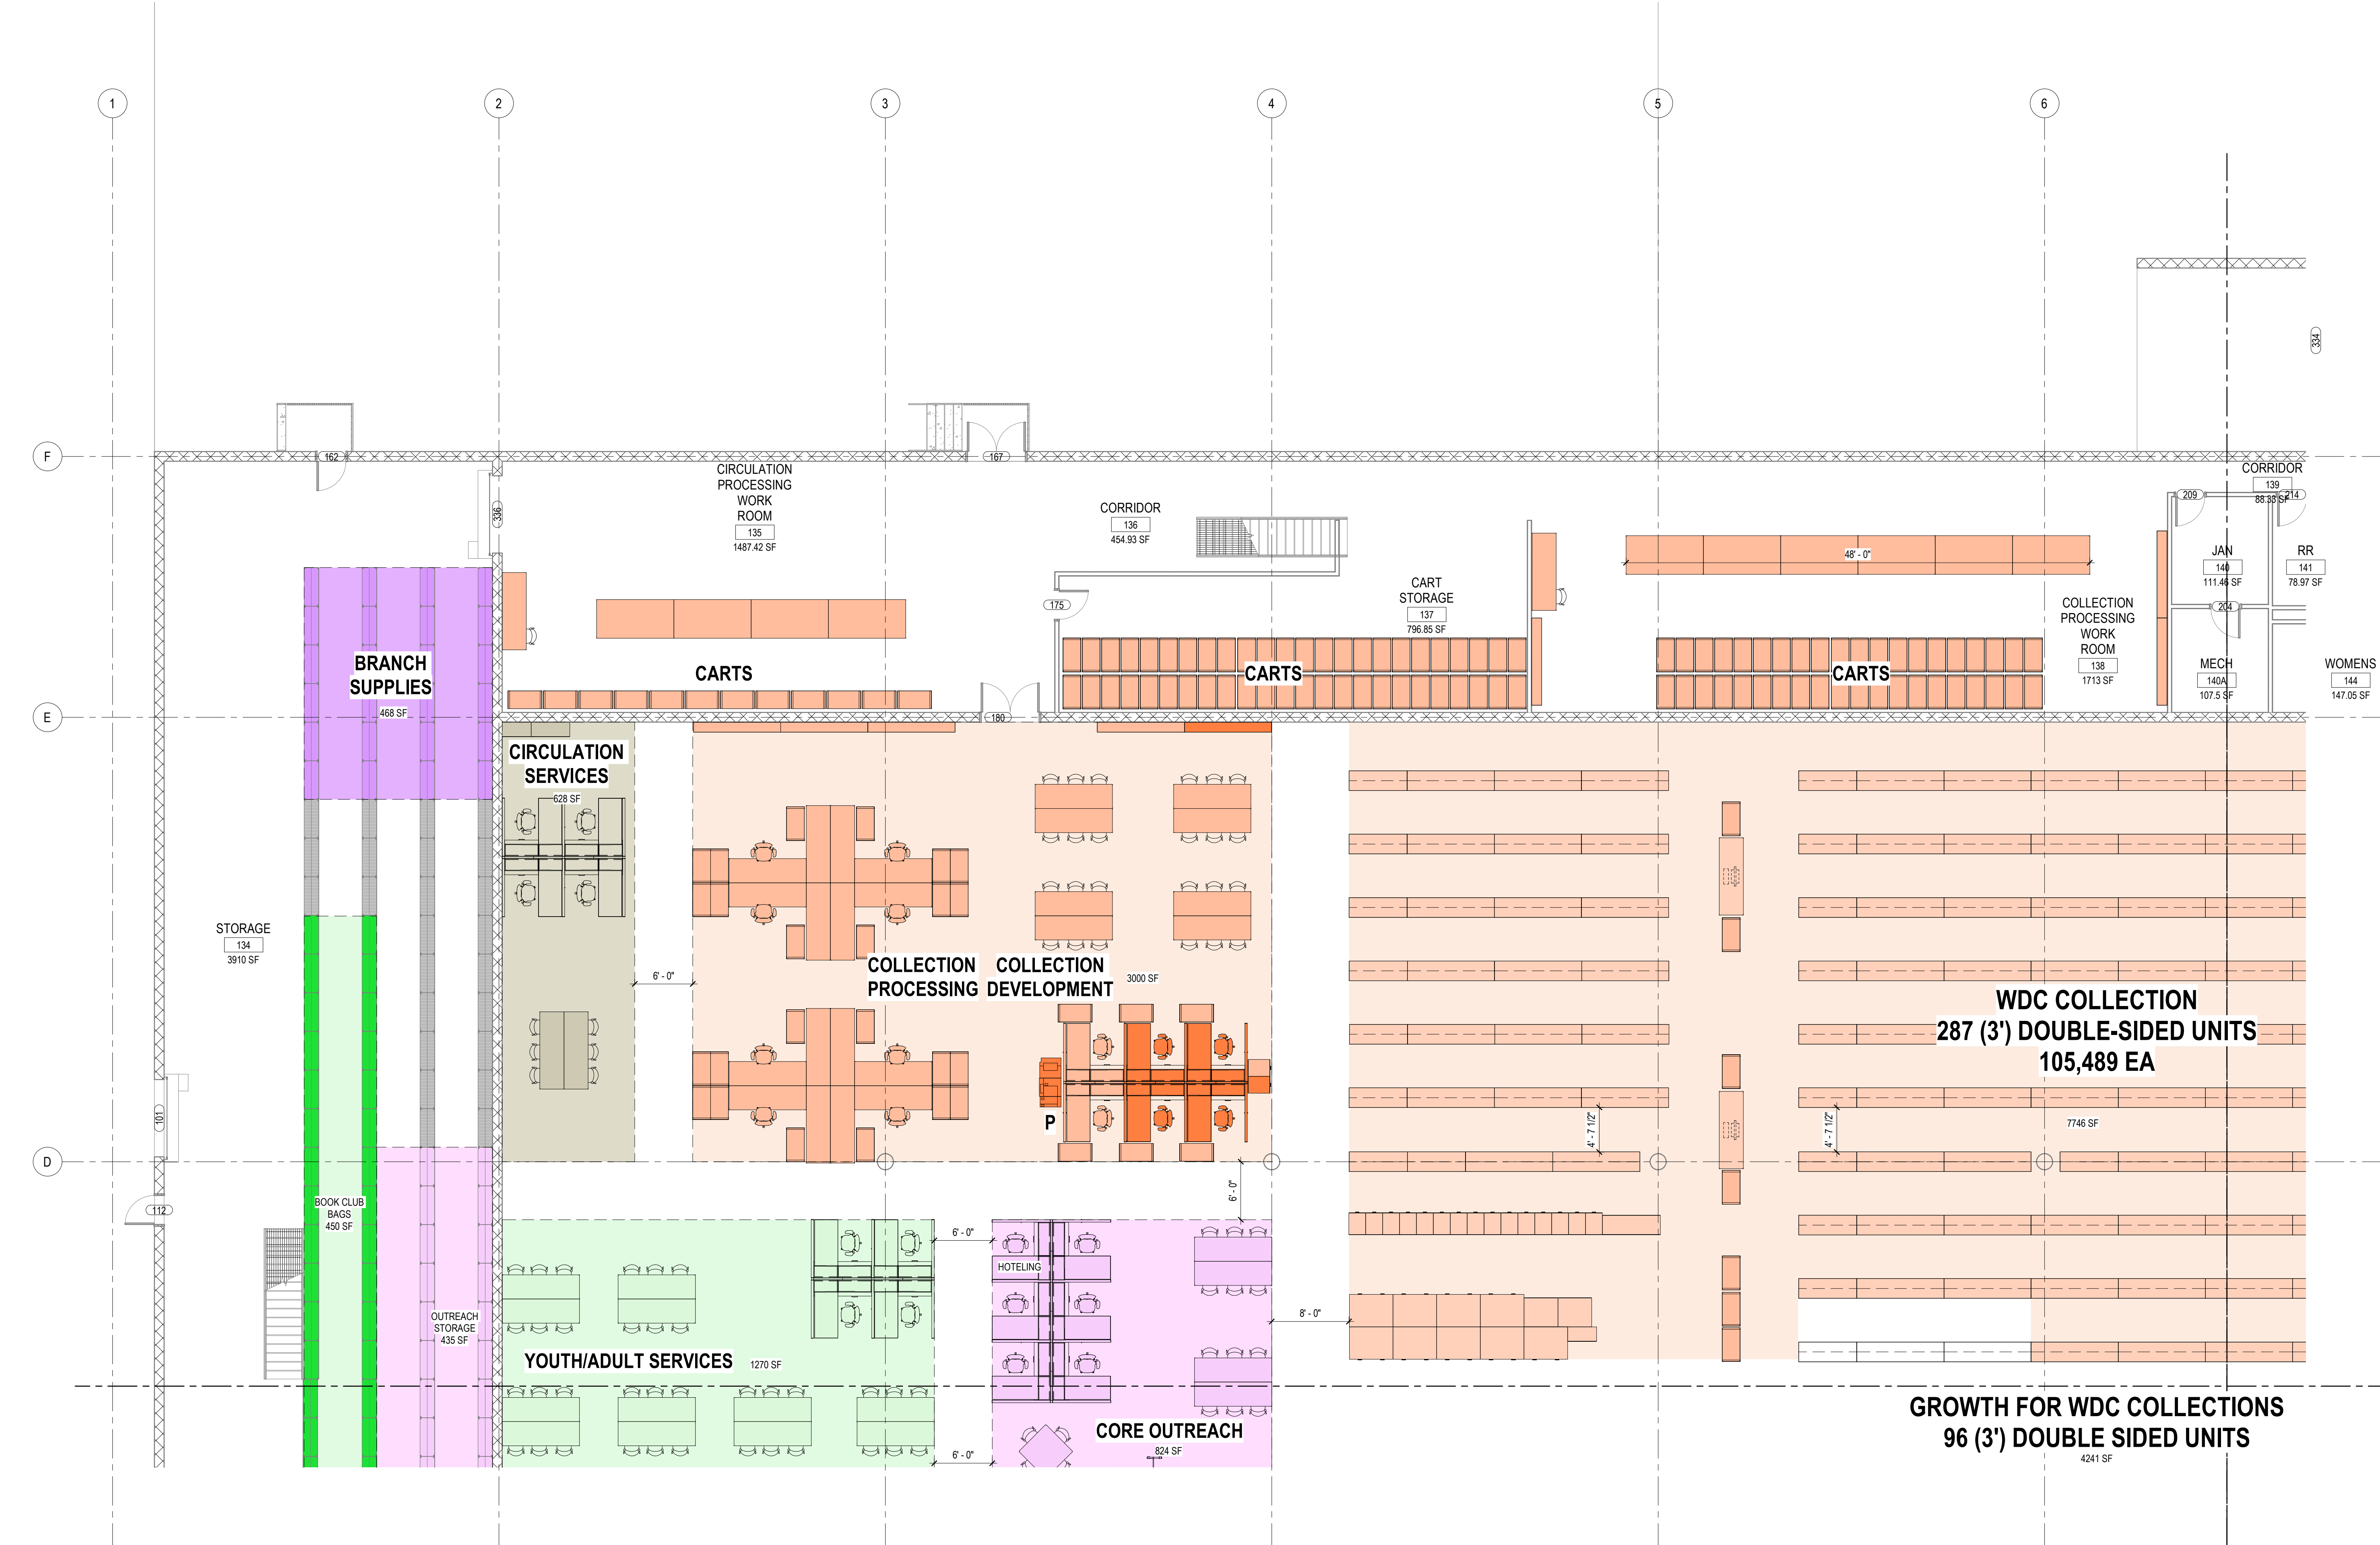 1
2
3
4
5
6
F
E
D
162
167
336
334
CIRCULATION
PROCESSING
WORK
ROOM
135
1487.42 SF
CORRIDOR
136
454.93 SF
CORRIDOR
139
88.33 SF
209
214
48' - 0"
JAN
140
111.46 SF
RR
141
78.97 SF
204
175
CART
STORAGE
137
796.85 SF
COLLECTION
PROCESSING
WORK
ROOM
138
1713 SF
MECH
140A
107.5 SF
WOMENS
144
147.05 SF
BRANCH
SUPPLIES
468 SF
CARTS
CARTS
CARTS
180
CIRCULATION
SERVICES
628 SF
STORAGE
134
3910 SF
6' - 0"
COLLECTION
PROCESSING
COLLECTION
DEVELOPMENT
3000 SF
P
WDC COLLECTION
287 (3') DOUBLE-SIDED UNITS
105,489 EA
7746 SF
4' - 7 1/2"
4' - 7 1/2"
101
112
BOOK CLUB
BAGS
450 SF
6' - 0"
6' - 0"
HOTELING
8' - 0"
OUTREACH
STORAGE
435 SF
YOUTH/ADULT SERVICES
1270 SF
CORE OUTREACH
824 SF
6' - 0"
GROWTH FOR WDC COLLECTIONS
96 (3') DOUBLE SIDED UNITS
4241 SF